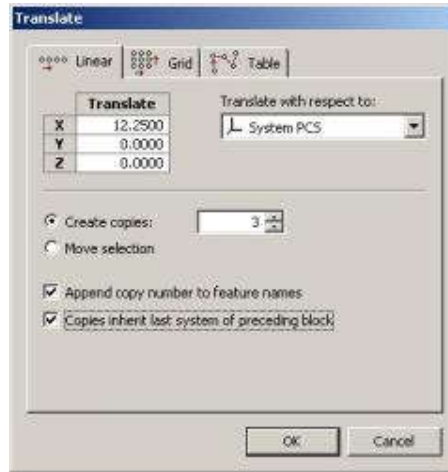 Translate
Linear Grid Table
Translate Translate with respect to:
X 12.2500 System PCS
Y 0.0000
Z 0.0000
Create copies: 3
Move selection
Append copy number to feature names
Copies inherit last system of preceding block
OK Cancel